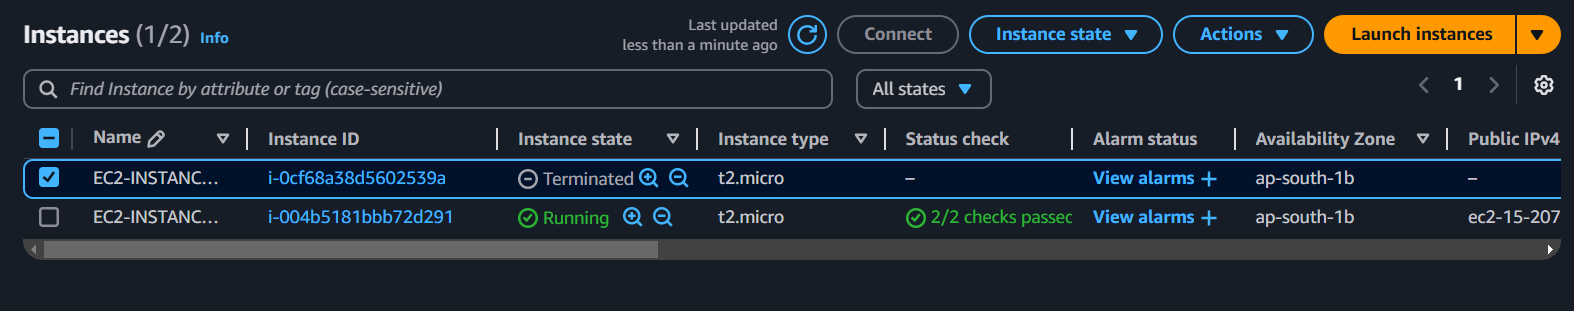 Instances (1/2) Info
Last updated
less than a minute ago
Connect
Instance state
Actions
Launch instances
Find Instance by attribute or tag (case-sensitive)
All states
1
Name Instance ID Instance state Instance type Status check Alarm status Availability Zone Public IPv4
EC2-INSTANC... i-0cf68a38d5602539a Terminated t2.micro – View alarms + ap-south-1b –
EC2-INSTANC... i-004b5181bbb72d291 Running t2.micro 2/2 checks passec View alarms + ap-south-1b ec2-15-207